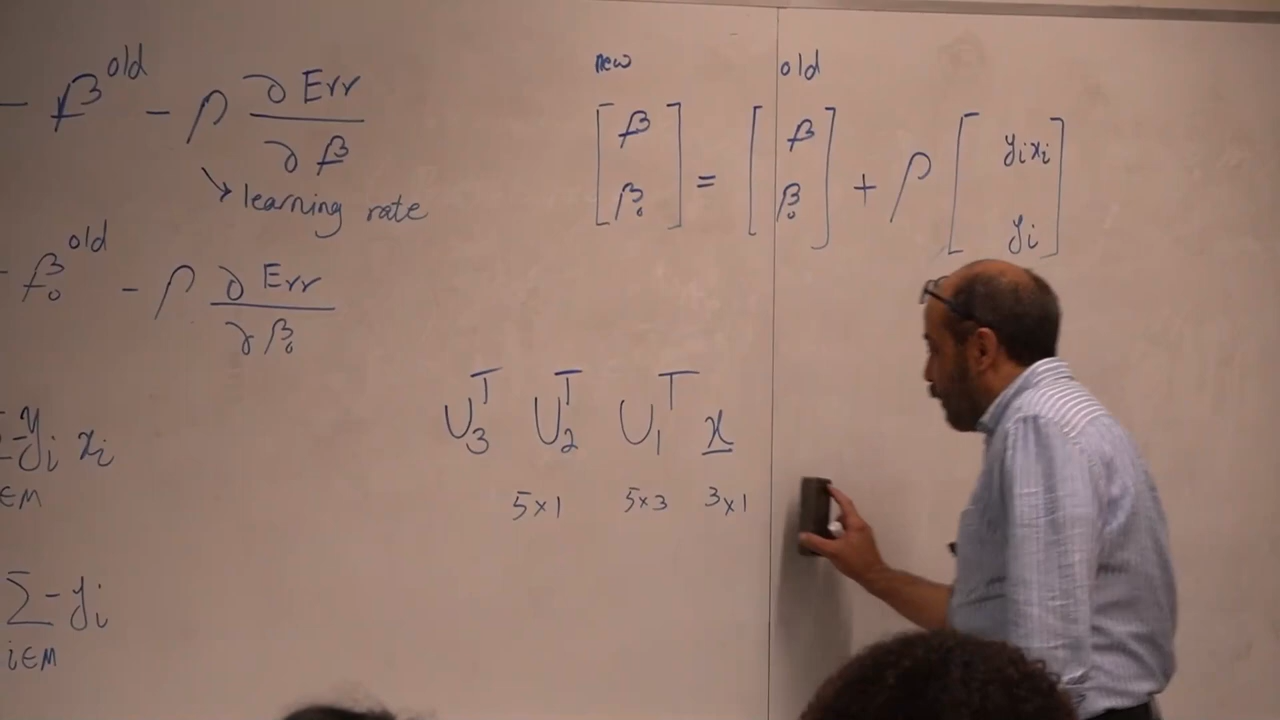 − β^old − ρ ∂ Err / ∂ β
↘ learning rate
− β₀^old − ρ ∂ Err / ∂ β₀
−yᵢ xᵢ
∈M
∑ −yᵢ
i∈M
new old
[β β₀] = [β β₀] + ρ [yᵢxᵢ yᵢ]
U₃ᵀ U₂ᵀ U₁ᵀ x
5×1 5×3 3×1